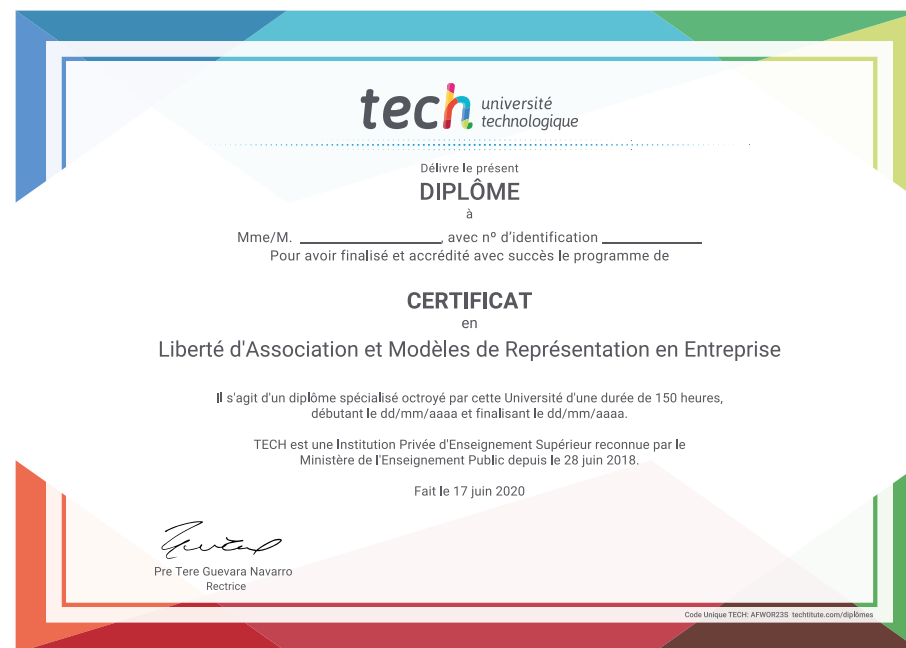 tech université
technologique
Délivre le présent
DIPLÔME
à
Mme/M. ____________________, avec nº d'identification ______________
Pour avoir finalisé et accrédité avec succès le programme de
CERTIFICAT
en
Liberté d'Association et Modèles de Représentation en Entreprise
Il s'agit d'un diplôme spécialisé octroyé par cette Université d'une durée de 150 heures,
débutant le dd/mm/aaaa et finalisant le dd/mm/aaaa.
TECH est une Institution Privée d'Enseignement Supérieur reconnue par le
Ministère de l'Enseignement Public depuis le 28 juin 2018.
Fait le 17 juin 2020
Pre Tere Guevara Navarro
Rectrice
Code Unique TECH: AFWOR23S techtitute.com/diplômes